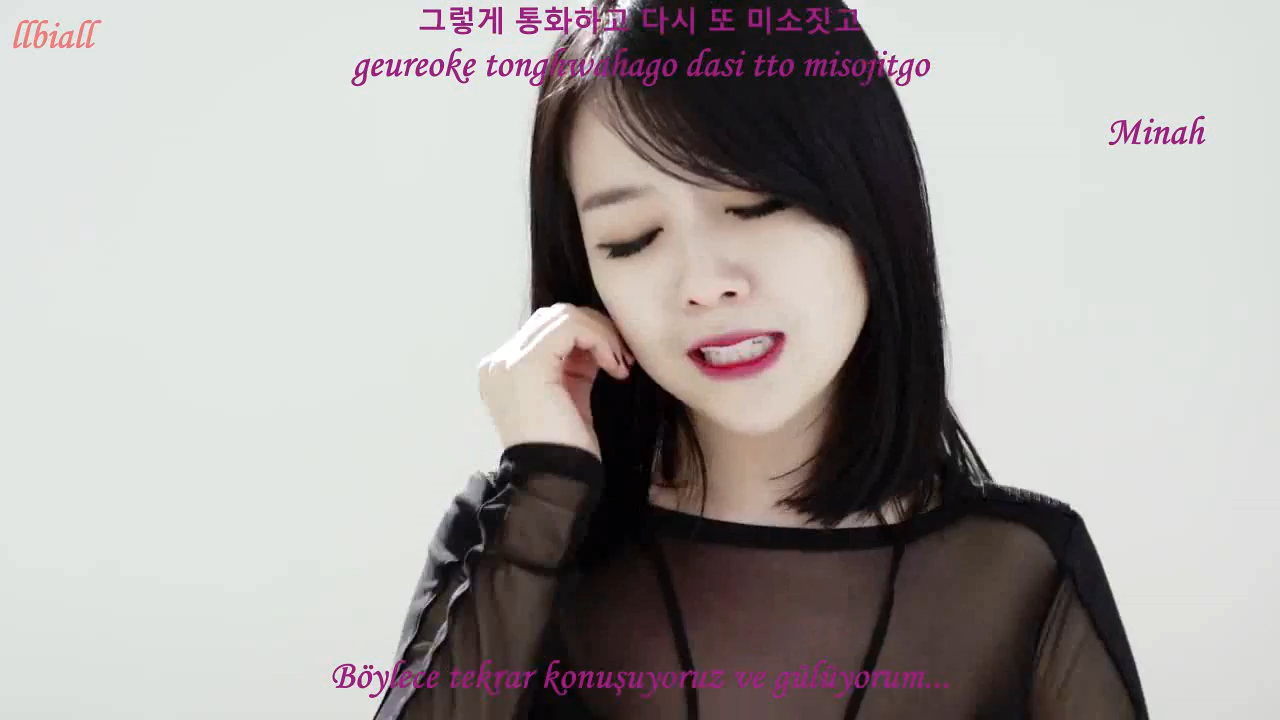 llbiall
그렇게 통화하고 다시 또 미소짓고
geureoke tonghwahago dasi tto misojitgo
Minah
Böylece tekrar konuşuyoruz ve gülüyorum...